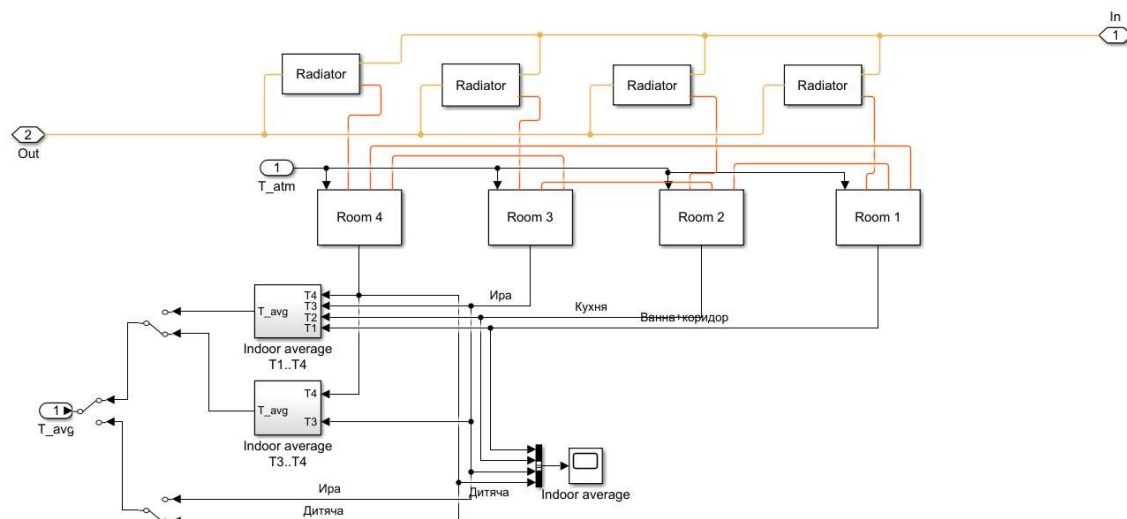 In
1
Radiator
Radiator
Radiator
Radiator
2
Out
1
T_atm
Room 4
Room 3
Room 2
Room 1
Ира
Кухня
Ванна+коридор
T_avg
T4
T3
T2
T1
Indoor average
T1..T4
T_avg
T4
T3
Indoor average
T3..T4
1
T_avg
Ира
Дитяча
Дитяча
Indoor average